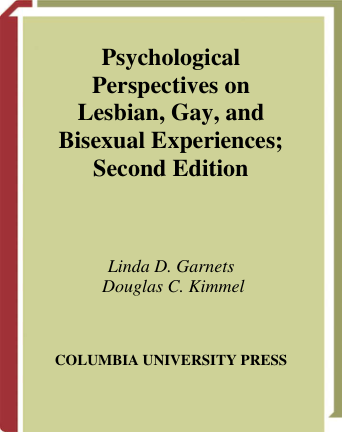 Psychological
Perspectives on
Lesbian, Gay, and
Bisexual Experiences;
Second Edition
Linda D. Garnets
Douglas C. Kimmel
COLUMBIA UNIVERSITY PRESS